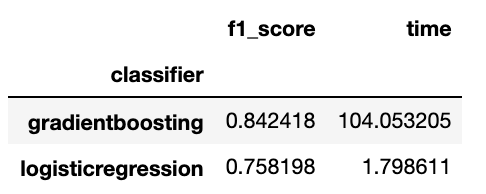 f1_score time
classifier
gradientboosting 0.842418 104.053205
logisticregression 0.758198 1.798611